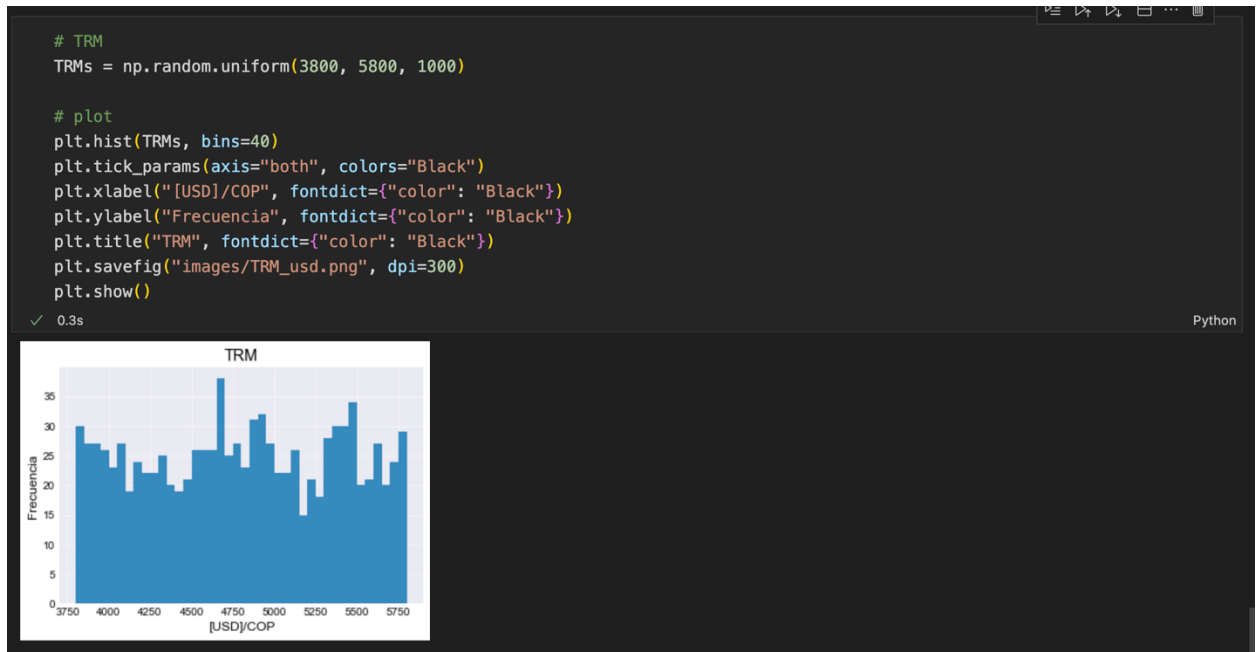 # TRM
TRMs = np.random.uniform(3800, 5800, 1000)
# plot
plt.hist(TRMs, bins=40)
plt.tick_params(axis="both", colors="Black")
plt.xlabel("[USD]/COP", fontdict={"color": "Black"})
plt.ylabel("Frecuencia", fontdict={"color": "Black"})
plt.title("TRM", fontdict={"color": "Black"})
plt.savefig("images/TRM_usd.png", dpi=300)
plt.show()
0.3s
Python
TRM
35
30
25
20
15
10
5
0
Frecuencia
3750 4000 4250 4500 4750 5000 5250 5500 5750
[USD]/COP